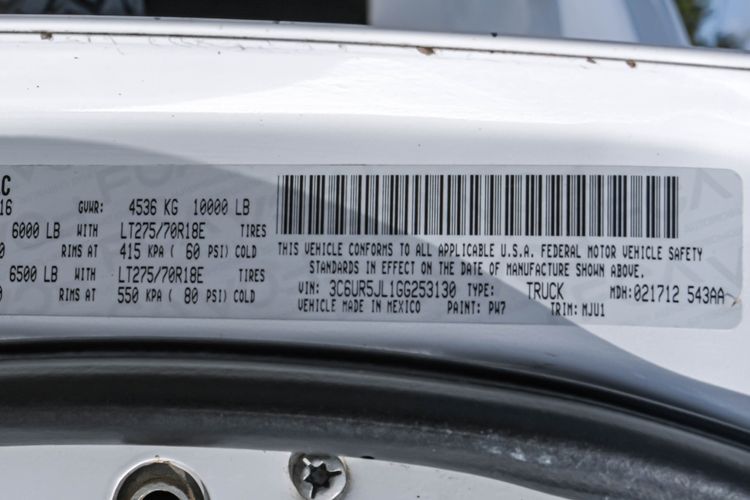 C
16 GVWR: 4536 KG 10000 LB
6000 LB WITH LT275/70R18E TIRES
0 RIMS AT 415 KPA ( 60 PSI) COLD
6500 LB WITH LT275/70R18E TIRES
0 RIMS AT 550 KPA ( 80 PSI) COLD
THIS VEHICLE CONFORMS TO ALL APPLICABLE U.S.A. FEDERAL MOTOR VEHICLE SAFETY
STANDARDS IN EFFECT ON THE DATE OF MANUFACTURE SHOWN ABOVE.
VIN: 3C6UR5JL1GG253130 TYPE: TRUCK MDH:021712 543AA
VEHICLE MADE IN MEXICO PAINT: PW7 TRIM: MJU1